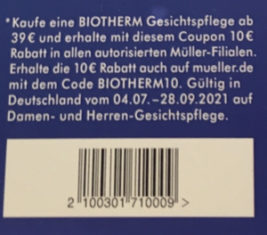 *Kaufe eine BIOTHERM Gesichtspflege ab
39€ und erhalte mit diesem Coupon 10€
Rabatt in allen autorisierten Müller-Filialen.
Erhalte die 10€ Rabatt auch auf mueller.de
mit dem Code BIOTHERM10. Gültig in
Deutschland vom 04.07.-28.09.2021 auf
Damen- und Herren-Gesichtspflege.
2 100301 710009 >